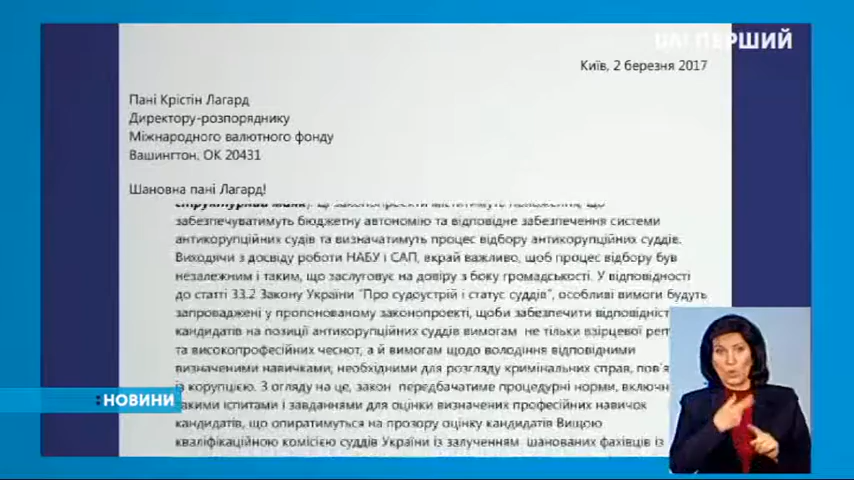 UA: ПЕРШИЙ
Київ, 2 березня 2017
Пані Крістін Лагард
Директору-розпоряднику
Міжнародного валютного фонду
Вашингтон, ОК 20431
Шановна пані Лагард!
забезпечуватимуть бюджетну автономію та відповідне забезпечення системи
антикорупційних судів та визначатимуть процес відбору антикорупційних суддів.
Виходячи з досвіду роботи НАБУ і САП, вкрай важливо, щоб процес відбору був
незалежним і таким, що заслуговує на довіру з боку громадськості. У відповідності
до статті 33.2 Закону України "Про судоустрій і статус суддів", особливі вимоги будуть
запроваджені у пропонованому законопроекті, щоби забезпечити відповідніст
кандидатів на позиції антикорупційних суддів вимогам не тільки взірцевої реп
та високопрофесійних чеснот, а й вимогам щодо володіння відповідними
визначеними навичками, необхідними для розгляду кримінальних справ, пов'я
із корупцією. З огляду на це, закон передбачатиме процедурні норми, включн
такими іспитами і завданнями для оцінки визначених професійних навичок
кандидатів, що опиратимуться на прозору оцінку кандидатів Вищою
кваліфікаційною комісією суддів України із залученням шанованих фахівців із
:НОВИНИ